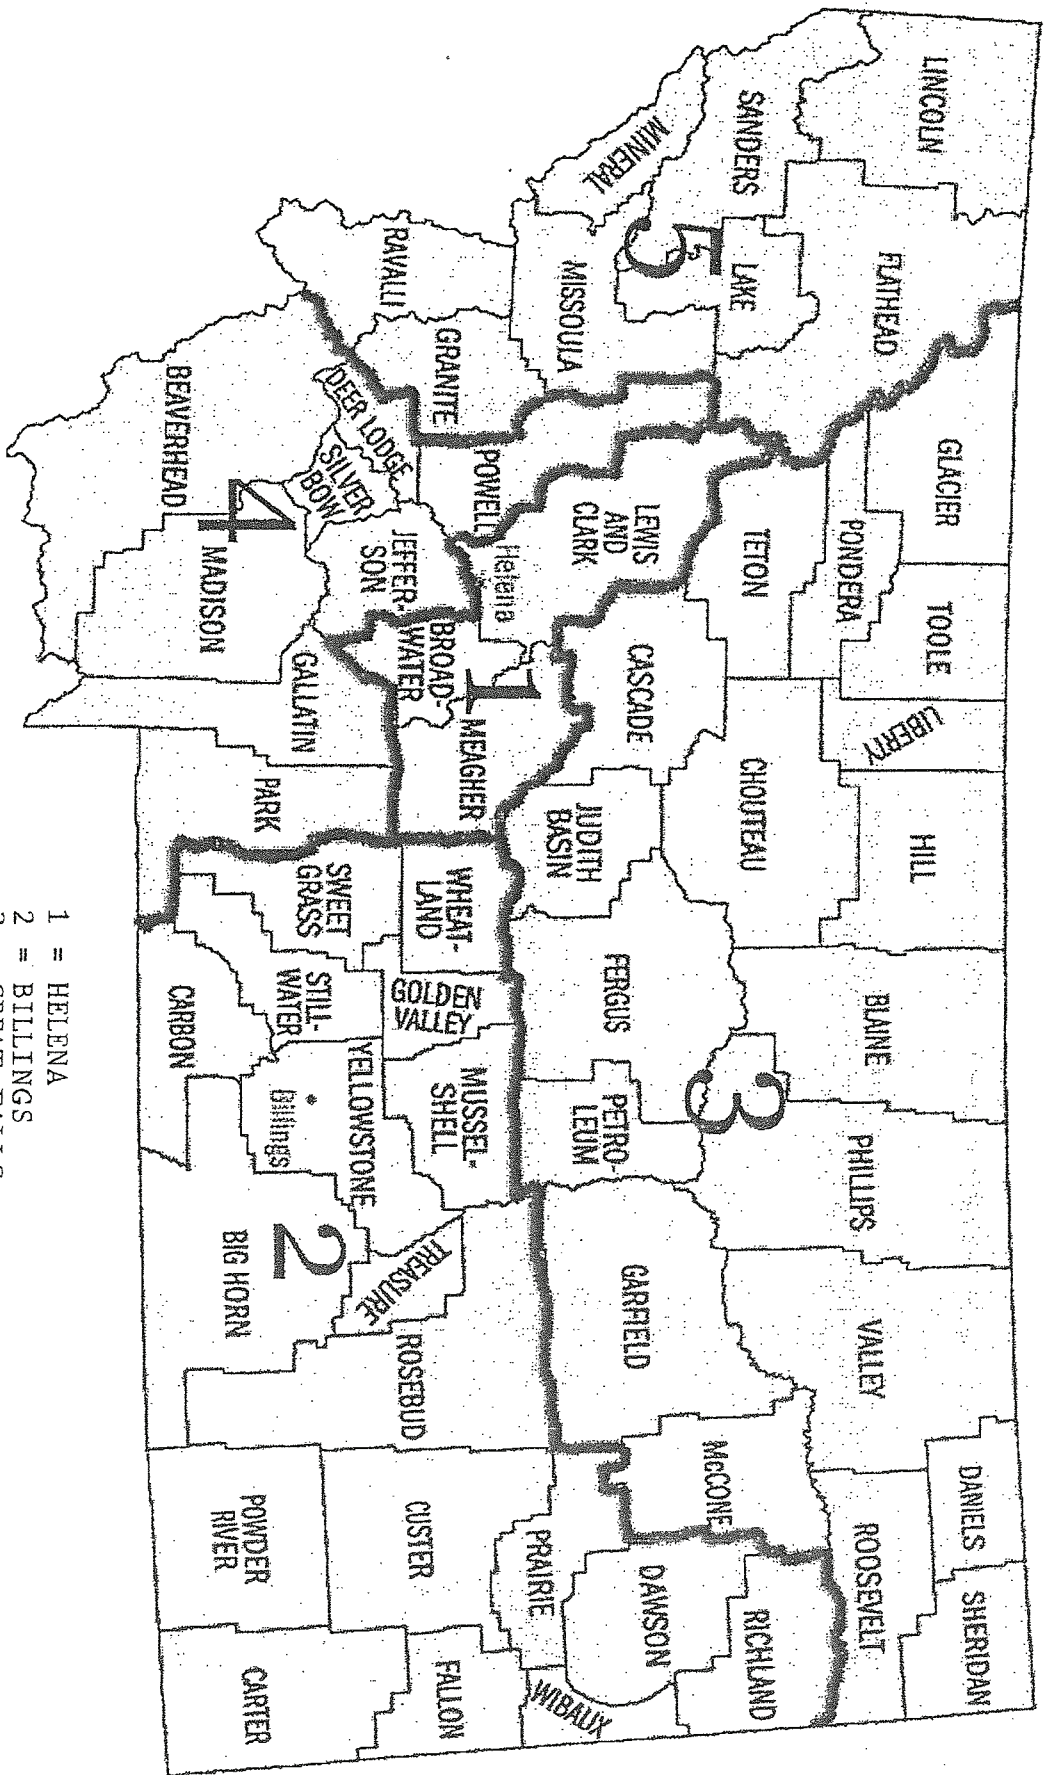 LINCOLN
SANDERS
MINERAL
FLATHEAD
LAKE
5
MISSOULA
RAVALLI
GRANITE
GLACIER
TOOLE
PONDERA
TETON
LEWIS
AND
CLARK
POWELL
Helena
DEER LODGE
SILVER
BOW
JEFFER-
SON
BEAVERHEAD
4
MADISON
LIBERTY
HILL
CHOUTEAU
CASCADE
BROAD-
WATER
1
MEAGHER
GALLATIN
PARK
JUDITH
BASIN
BLAINE
FERGUS
3
PETRO-
LEUM
PHILLIPS
WHEAT-
LAND
GOLDEN
VALLEY
MUSSEL-
SHELL
SWEET
GRASS
STILL-
WATER
YELLOWSTONE
Billings
CARBON
2
BIG HORN
TREASURE
ROSEBUD
VALLEY
GARFIELD
McCONE
DANIELS
SHERIDAN
ROOSEVELT
RICHLAND
DAWSON
PRAIRIE
WIBAUX
CUSTER
FALLON
POWDER
RIVER
CARTER
1 = HELENA
2 = BILLINGS